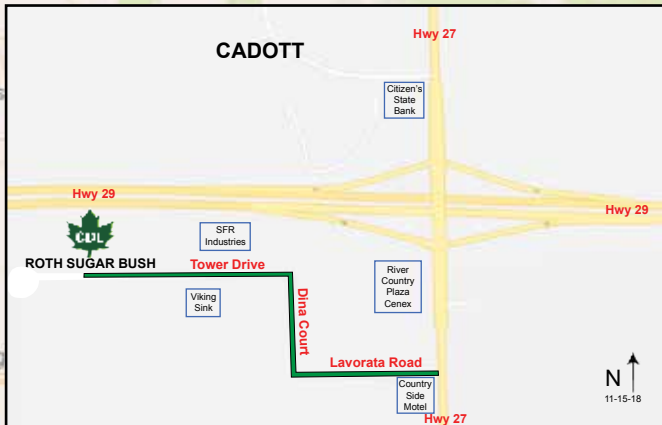 Hwy 27
CADOTT
Citizen's
State
Bank
Hwy 29
Hwy 29
CDL
ROTH SUGAR BUSH
SFR
Industries
Tower Drive
Viking
Sink
River
Country
Plaza
Cenex
Dina Court
Lavorata Road
Country
Side
Motel
Hwy 27
N
11-15-18